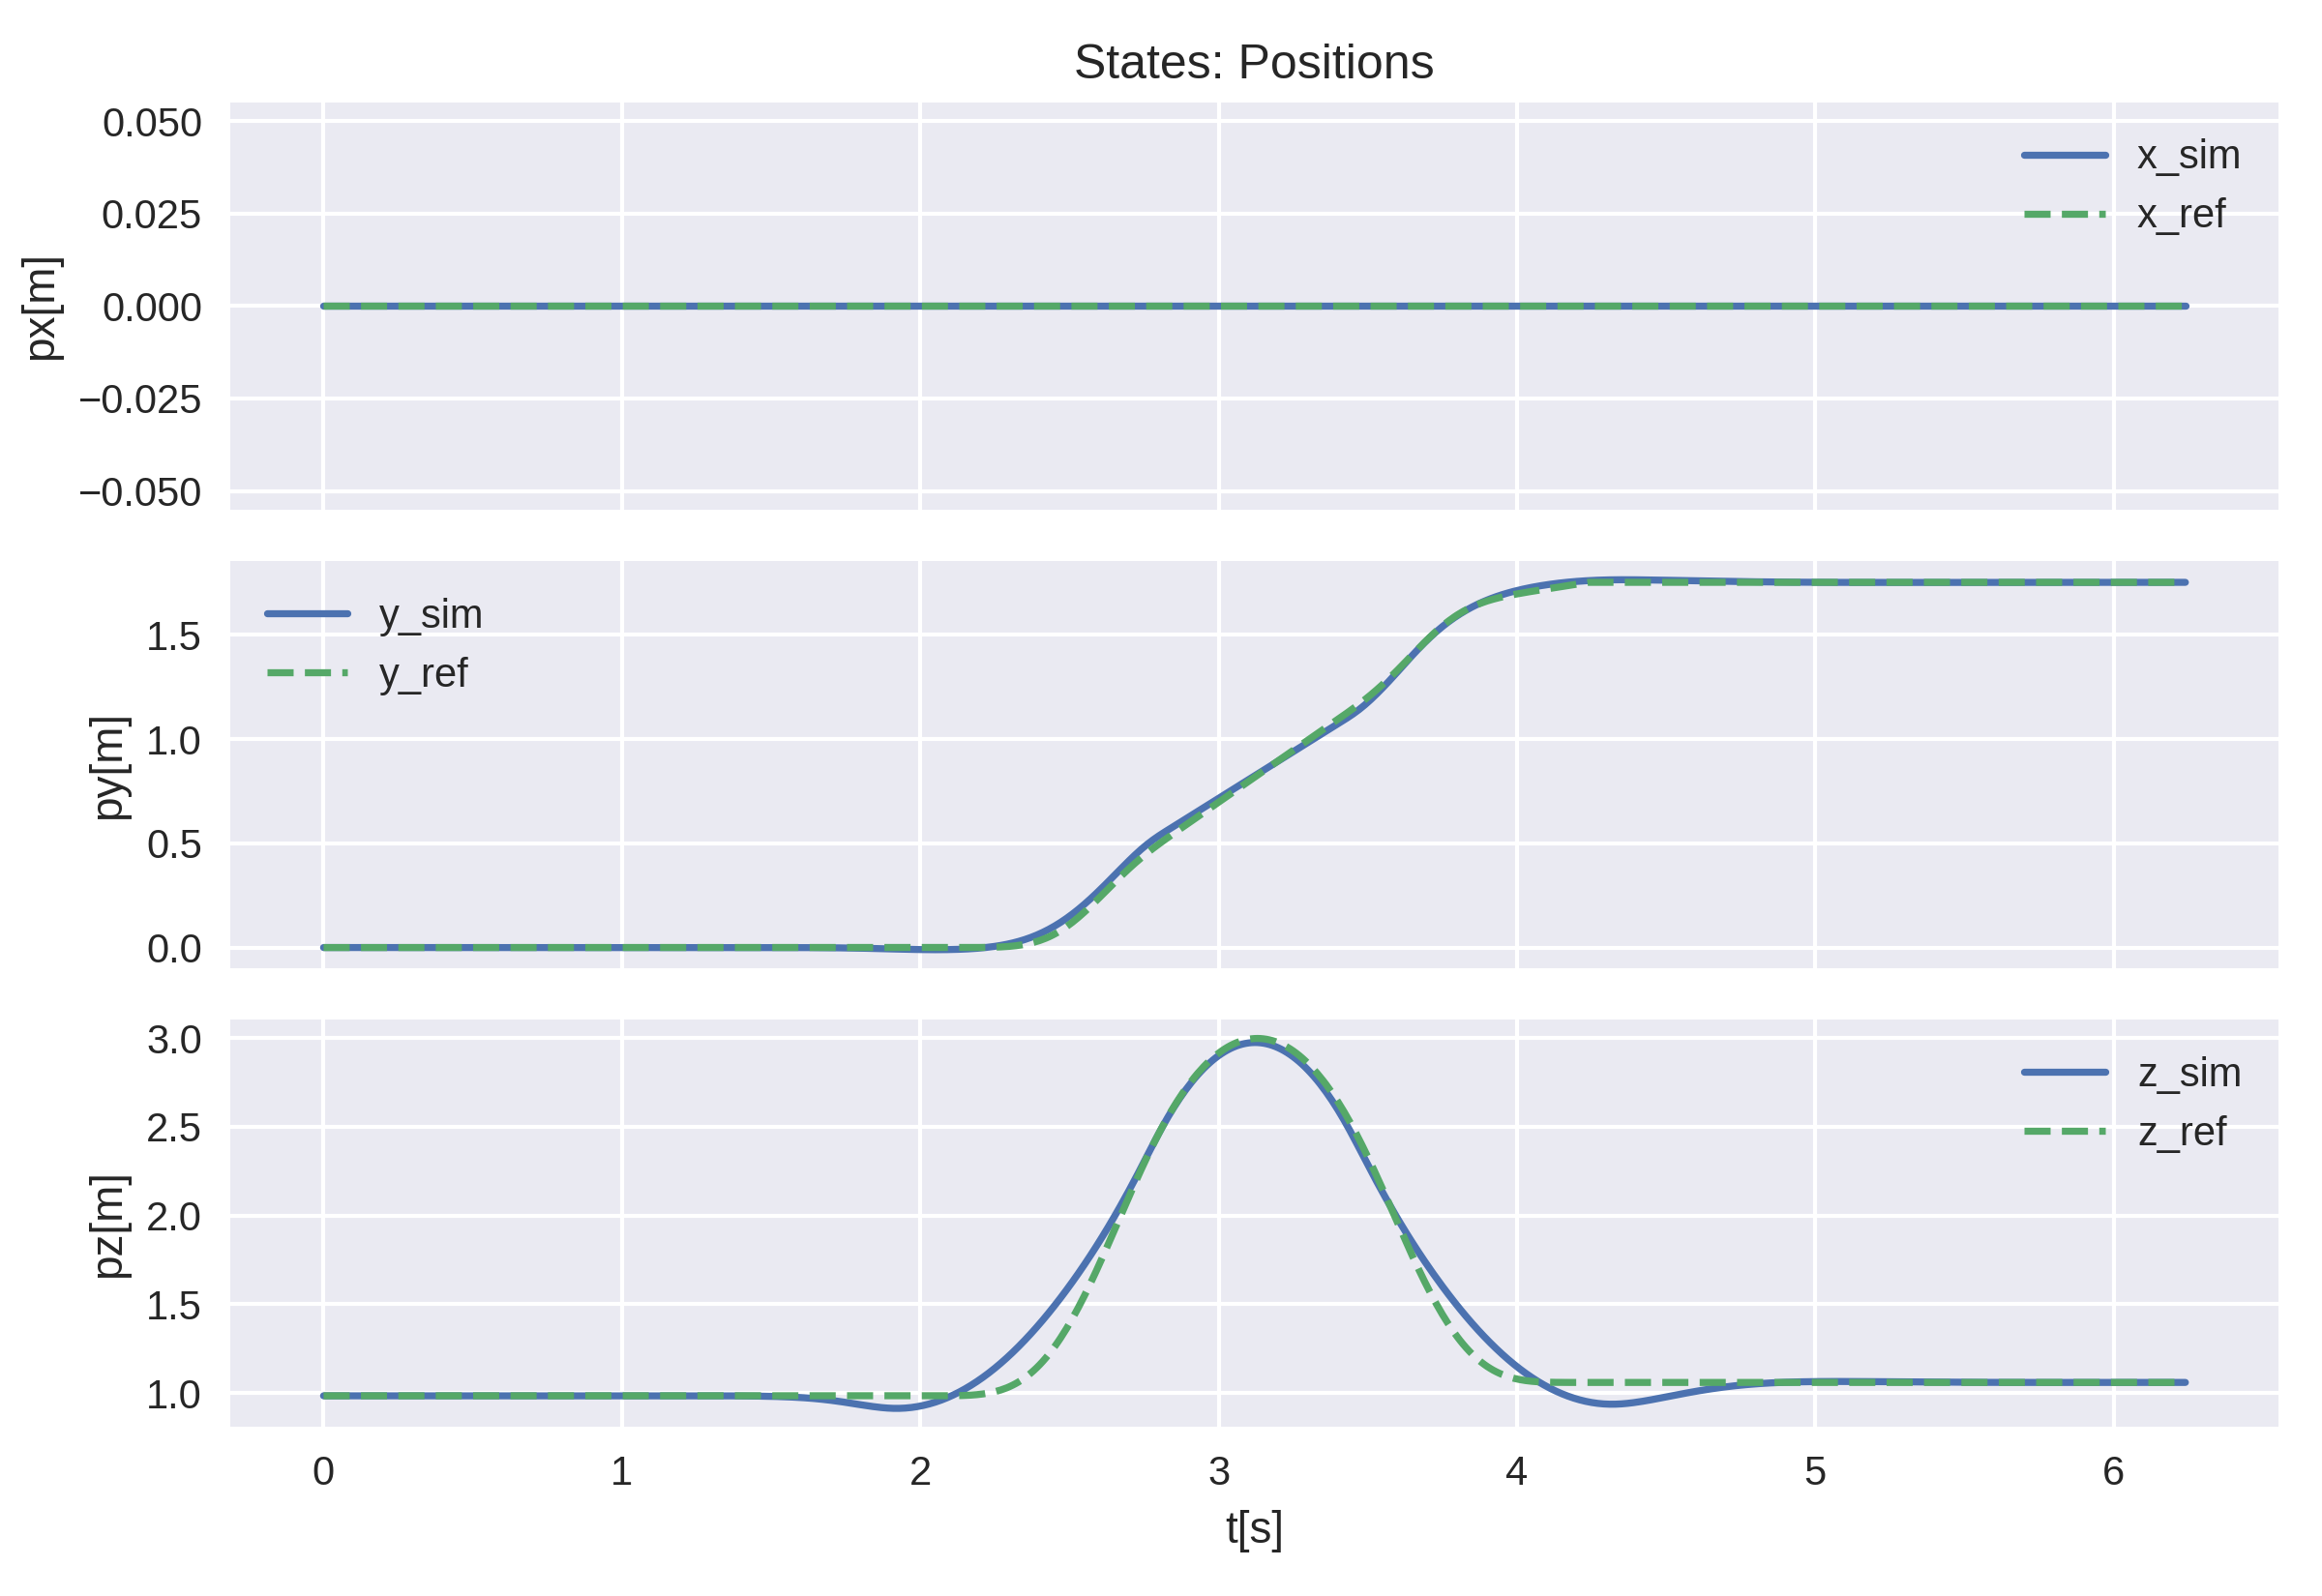 States: Positions
0.050
0.025
0.000
−0.025
−0.050
px[m]
x_sim
x_ref
1.5
1.0
0.5
0.0
py[m]
y_sim
y_ref
3.0
2.5
2.0
1.5
1.0
pz[m]
z_sim
z_ref
0 1 2 3 4 5 6
t[s]